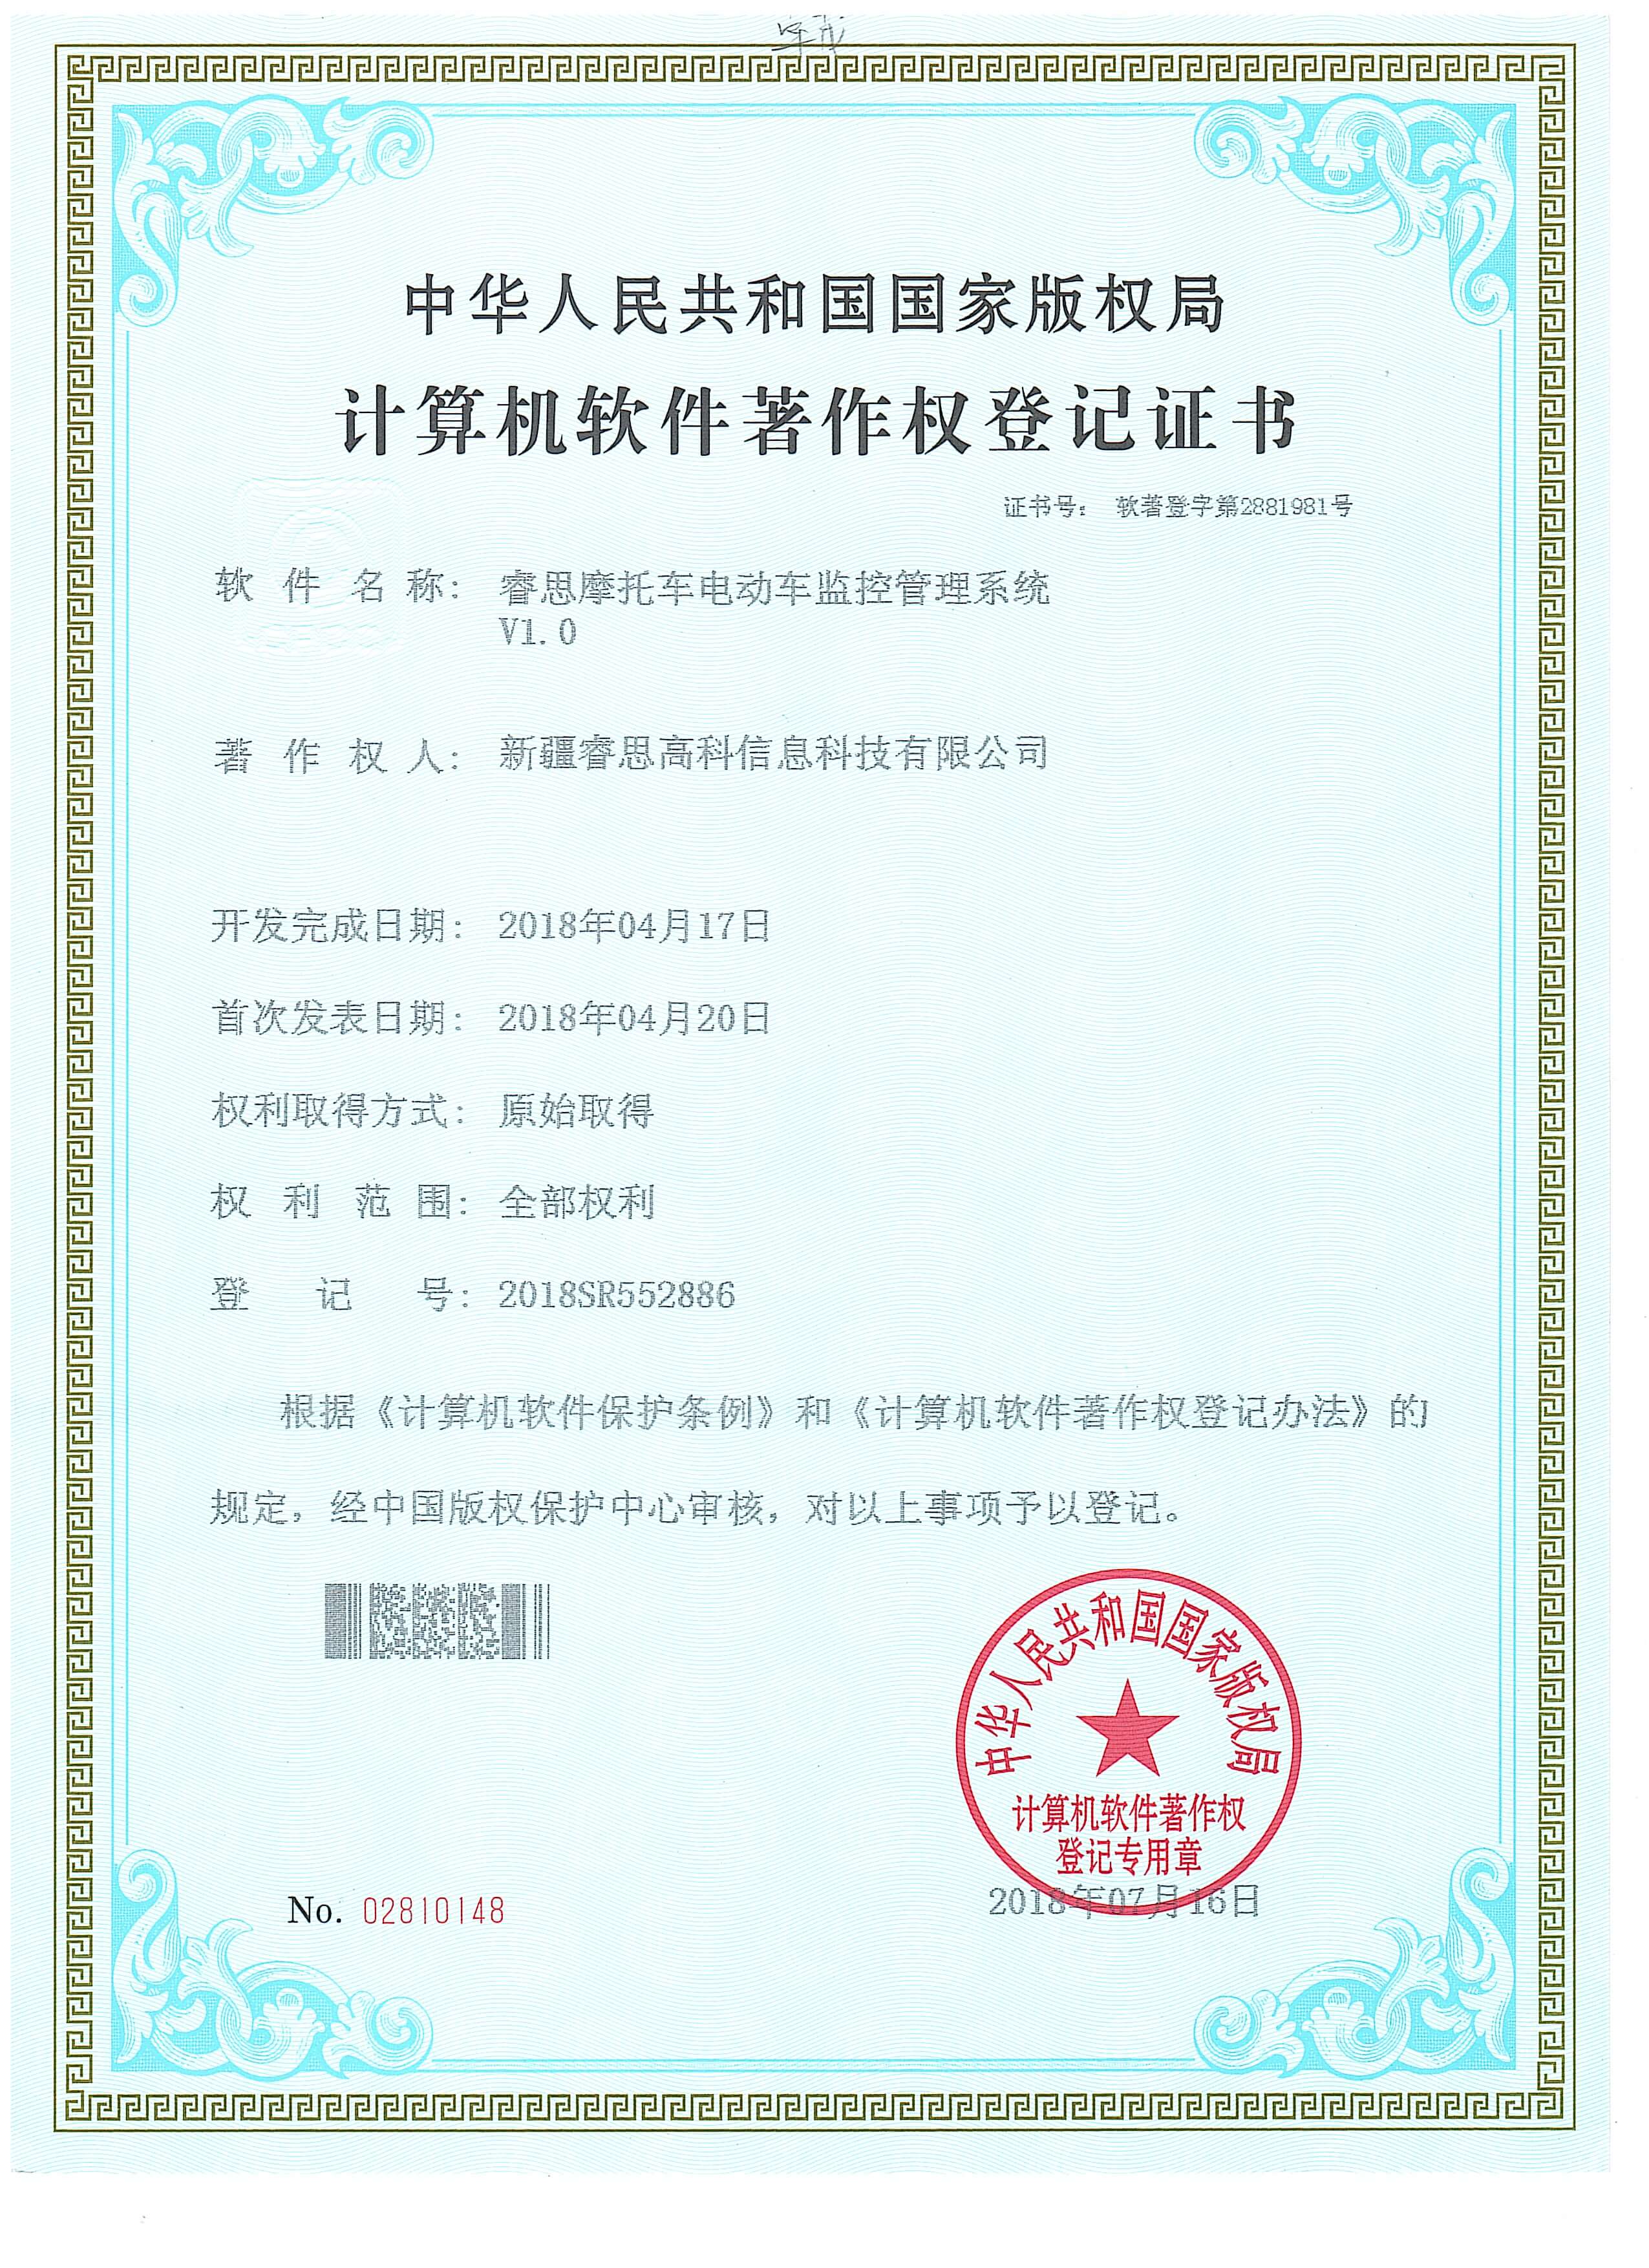 中华人民共和国国家版权局
计算机软件著作权登记证书
证书号： 软著登字第2881981号
软件名称： 睿思摩托车电动车监控管理系统
V1.0
著作权人： 新疆睿思高科信息科技有限公司
开发完成日期： 2018年04月17日
首次发表日期： 2018年04月20日
权利取得方式： 原始取得
权利范围： 全部权利
登记号： 2018SR552886
根据《计算机软件保护条例》和《计算机软件著作权登记办法》的
规定，经中国版权保护中心审核，对以上事项予以登记。
中华人民共和国国家版权局
计算机软件著作权
登记专用章
No. 02810148
2018年07月16日